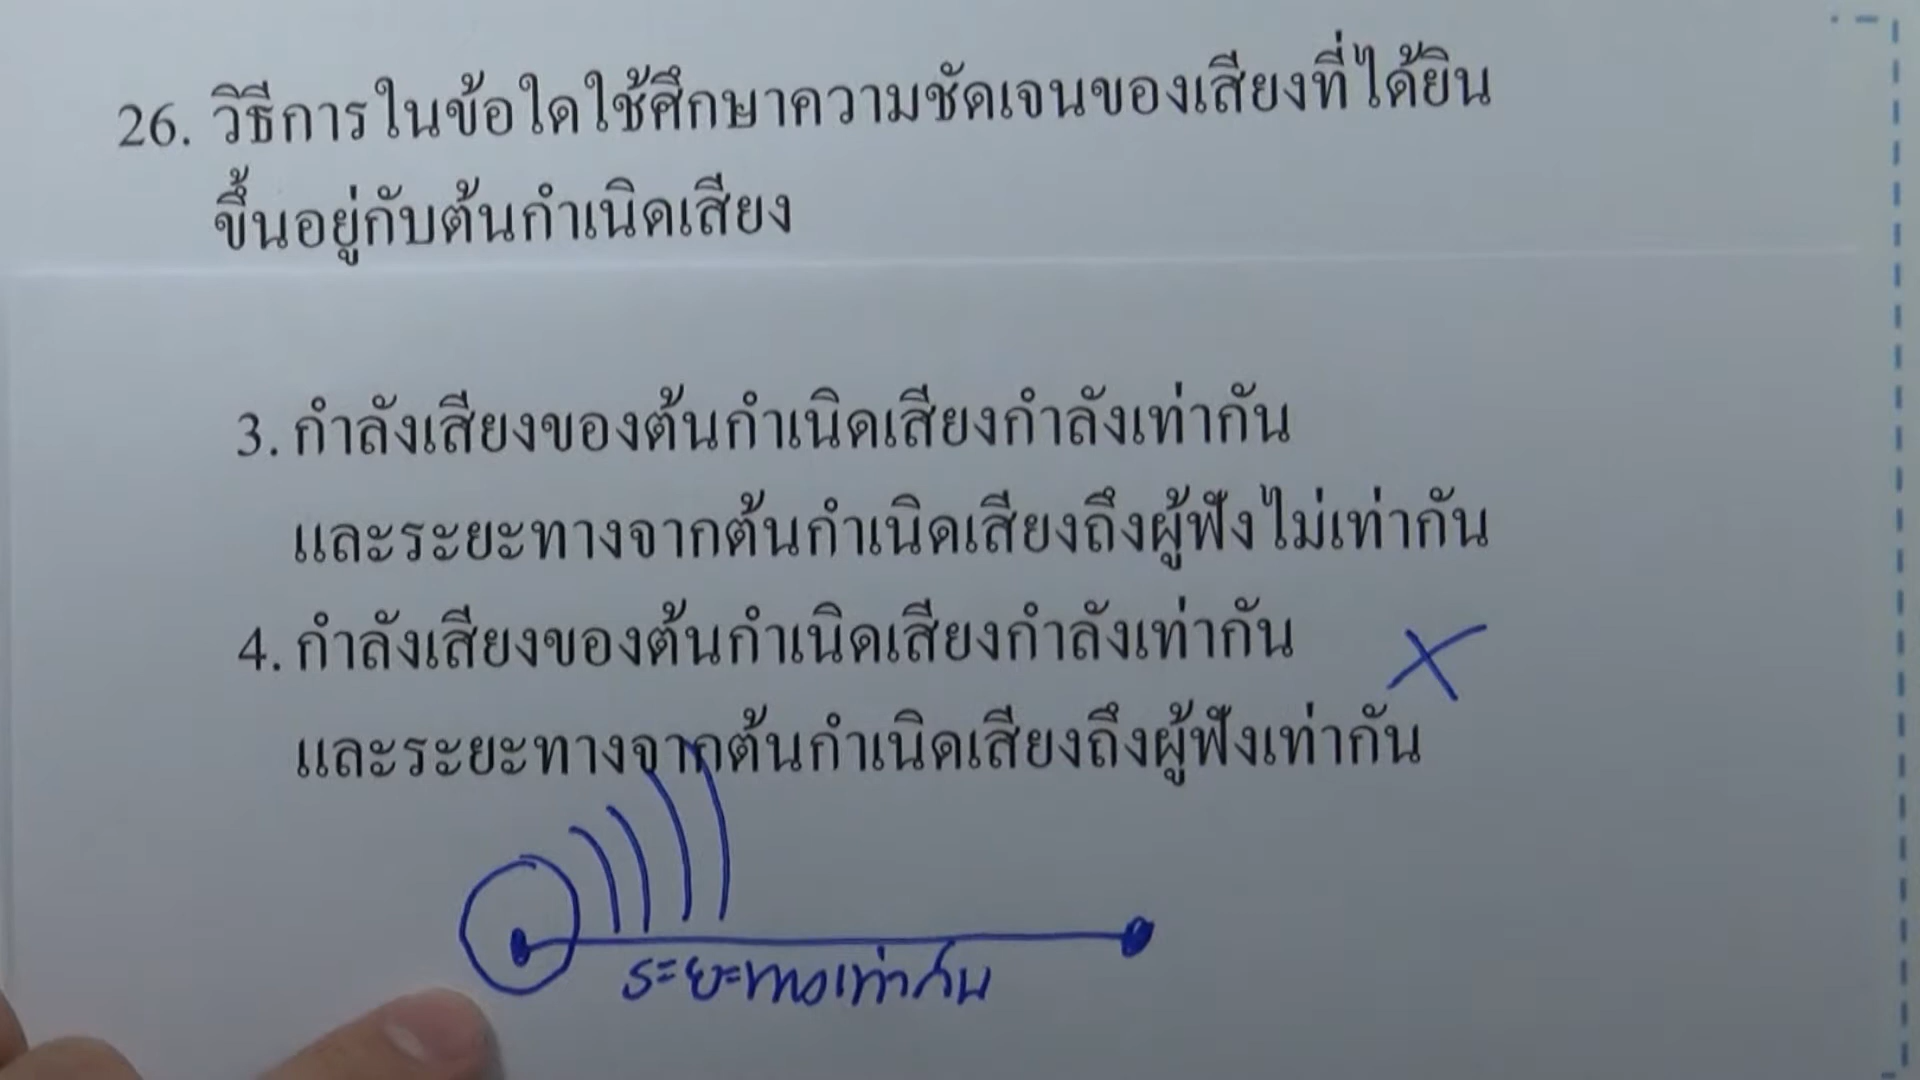 26. วิธีการในข้อใดใช้ศึกษาความชัดเจนของเสียงที่ได้ยิน
ขึ้นอยู่กับต้นกำเนิดเสียง
3. กำลังเสียงของต้นกำเนิดเสียงกำลังเท่ากัน
และระยะทางจากต้นกำเนิดเสียงถึงผู้ฟังไม่เท่ากัน
4. กำลังเสียงของต้นกำเนิดเสียงกำลังเท่ากัน
และระยะทางจากต้นกำเนิดเสียงถึงผู้ฟังเท่ากัน
ระยะทางเท่ากัน